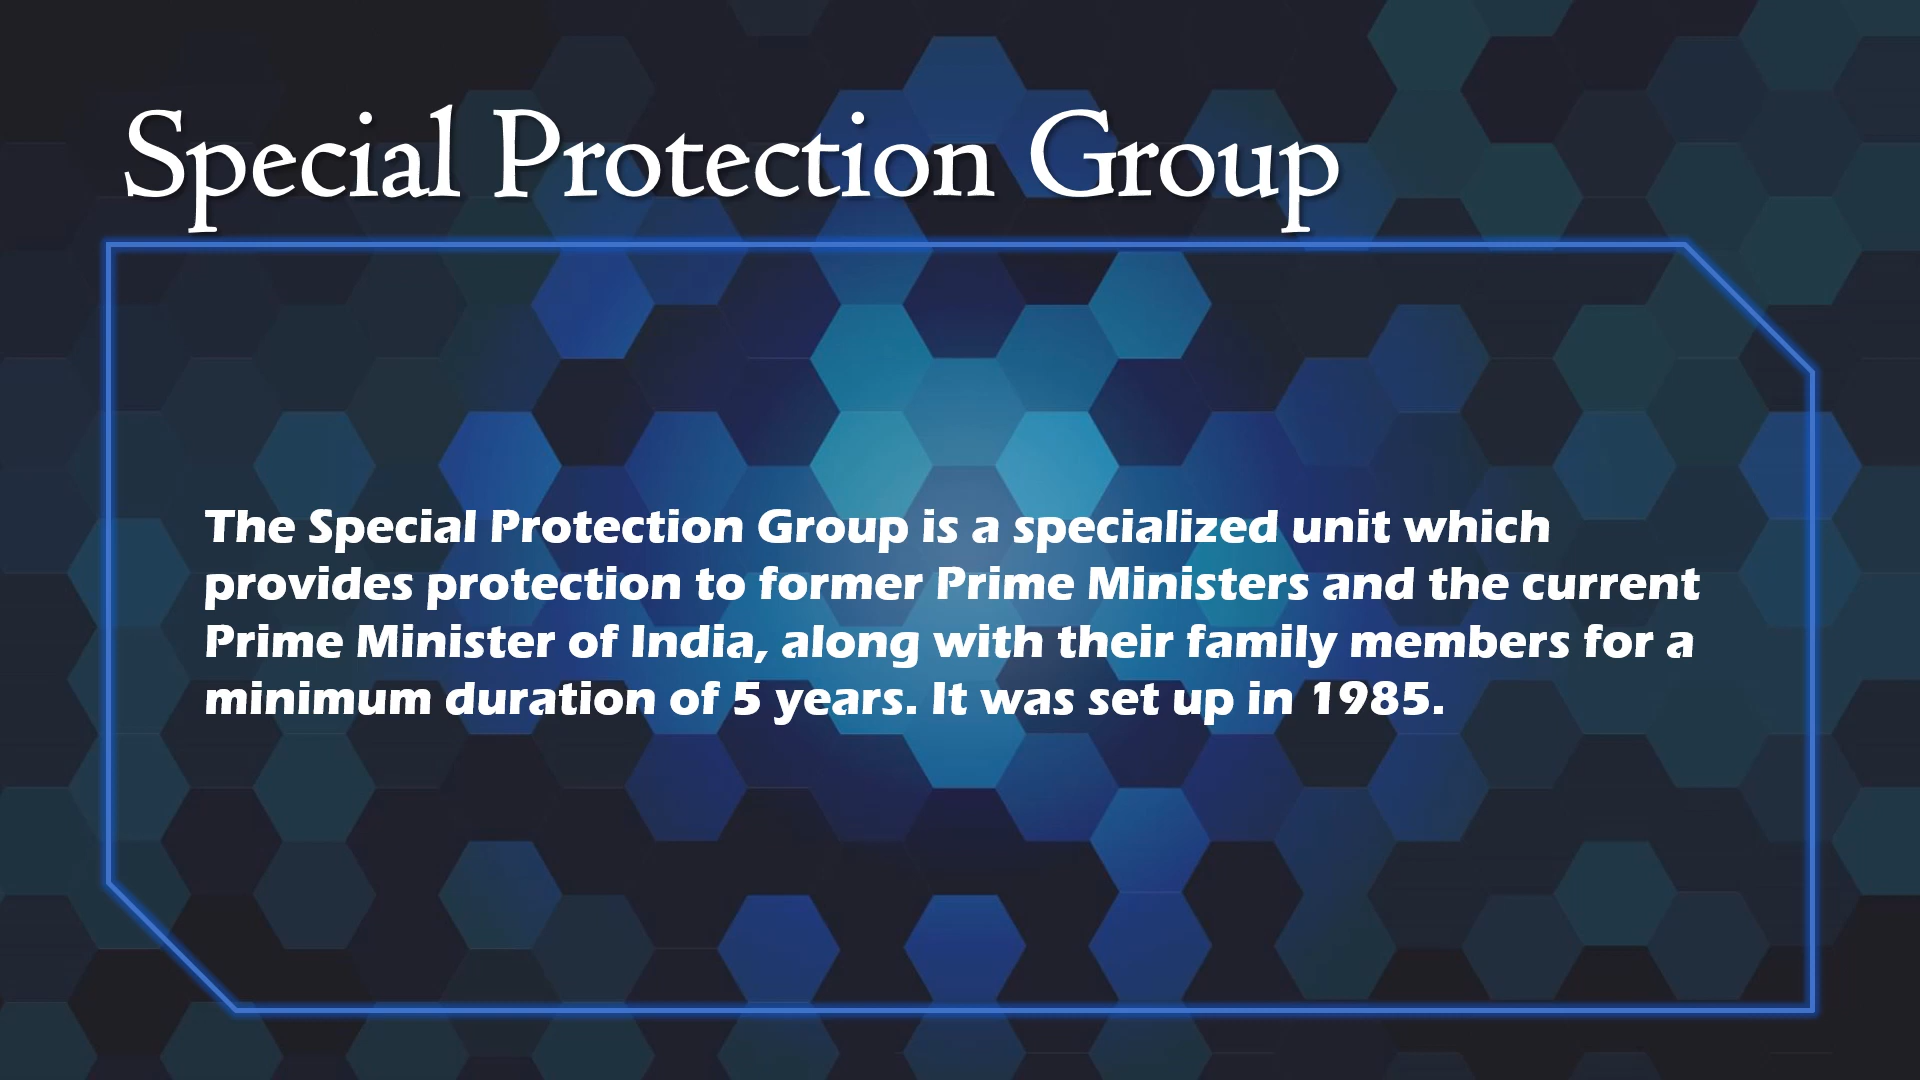 Special Protection Group
The Special Protection Group is a specialized unit which
provides protection to former Prime Ministers and the current
Prime Minister of India, along with their family members for a
minimum duration of 5 years. It was set up in 1985.